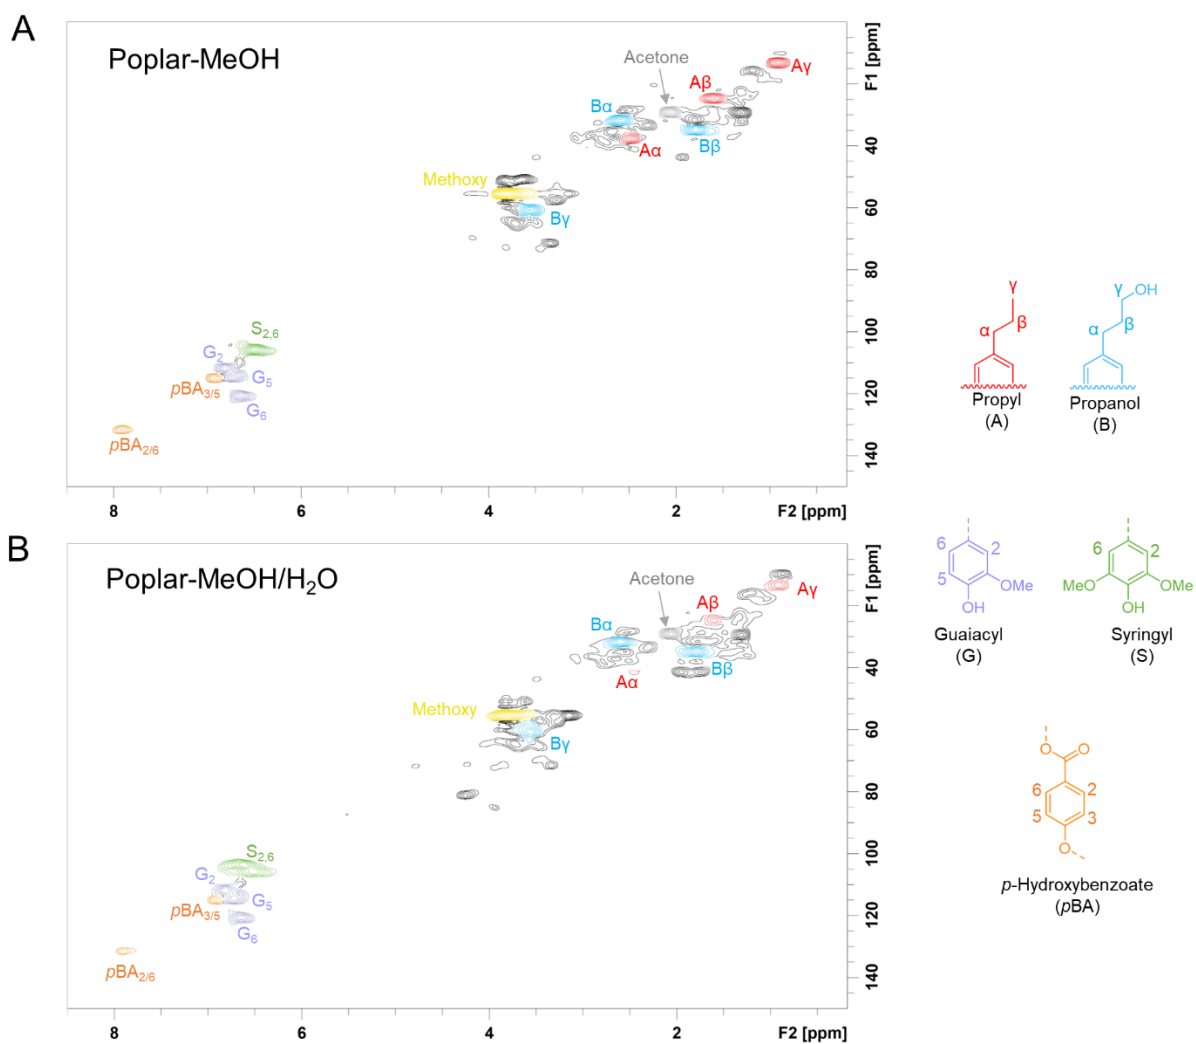 A
Poplar-MeOH
Acetone
Aγ
Aβ
Bα
Aα
Bβ
Methoxy
Bγ
S2,6
G2
G5
pBA3/5
G6
pBA2/6
8
6
4
2
F2 [ppm]
F1 [ppm]
40
60
80
100
120
140
B
Poplar-MeOH/H2O
Acetone
Aγ
Aβ
Bα
Bβ
Aα
Methoxy
Bγ
S2,6
G2
G5
pBA3/5
G6
pBA2/6
8
6
4
2
F2 [ppm]
F1 [ppm]
40
60
80
100
120
140
γ
α
β
Propyl
(A)
γ
OH
α
β
Propanol
(B)
6
2
5
OMe
OH
Guaiacyl
(G)
6
2
MeO
OMe
OH
Syringyl
(S)
O
O
6
2
5
3
O
p-Hydroxybenzoate
(pBA)